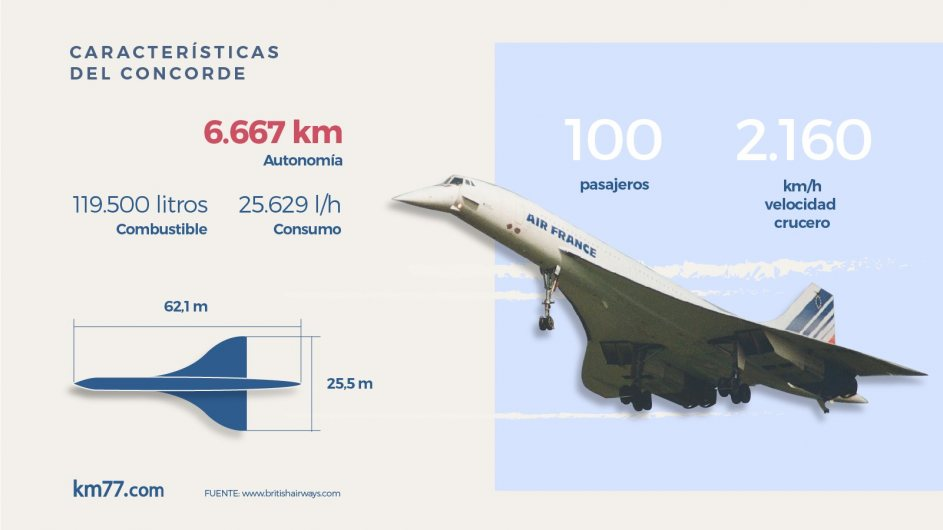 CARACTERÍSTICAS
DEL CONCORDE
6.667 km
Autonomía
119.500 litros
Combustible
25.629 l/h
Consumo
100
pasajeros
2.160
km/h
velocidad
crucero
AIR FRANCE
62,1 m
25,5 m
km77.com
FUENTE: www.britishairways.com